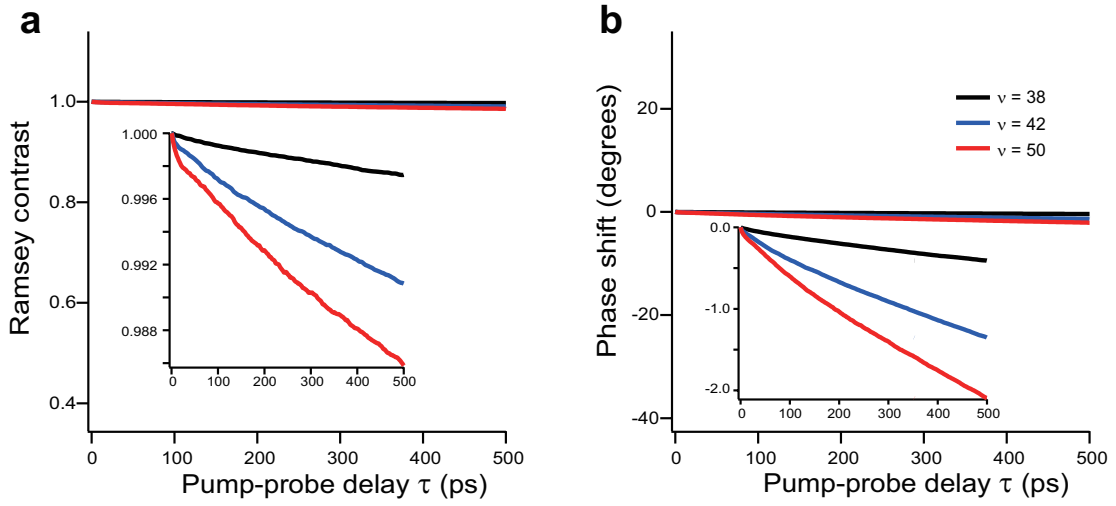 a
Ramsey contrast
1.0
0.8
0.6
0.4
1.000
0.996
0.992
0.988
0 100 200 300 400 500
0 100 200 300 400 500
Pump-probe delay τ (ps)
b
Phase shift (degrees)
20
0
-20
-40
ν = 38
ν = 42
ν = 50
0.0
-1.0
-2.0
0 100 200 300 400 500
0 100 200 300 400 500
Pump-probe delay τ (ps)